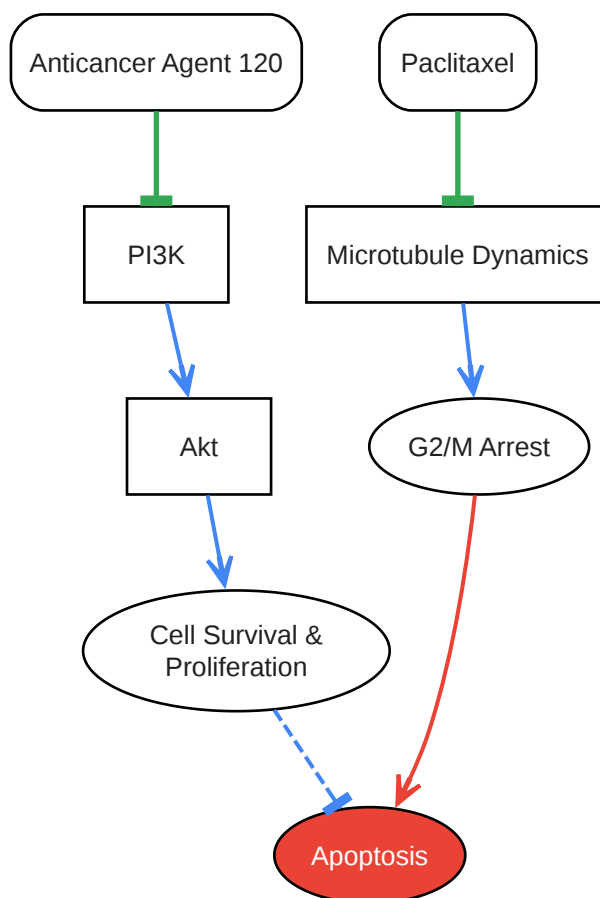 Anticancer Agent 120
Paclitaxel
PI3K
Microtubule Dynamics
Akt
G2/M Arrest
Cell Survival &
Proliferation
Apoptosis